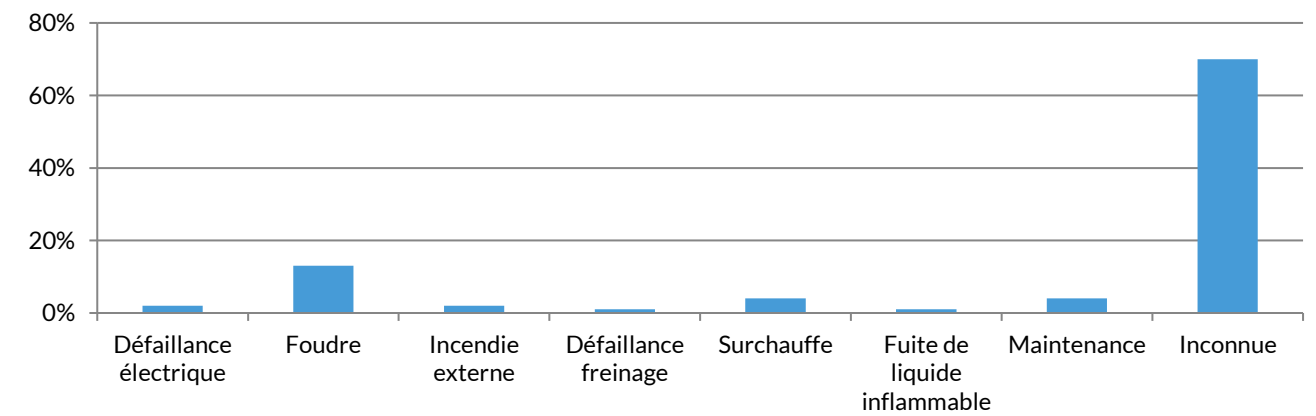 80%
60%
40%
20%
0%
Défaillance
électrique
Foudre
Incendie
externe
Défaillance
freinage
Surchauffe
Fuite de
liquide
inflammable
Maintenance
Inconnue